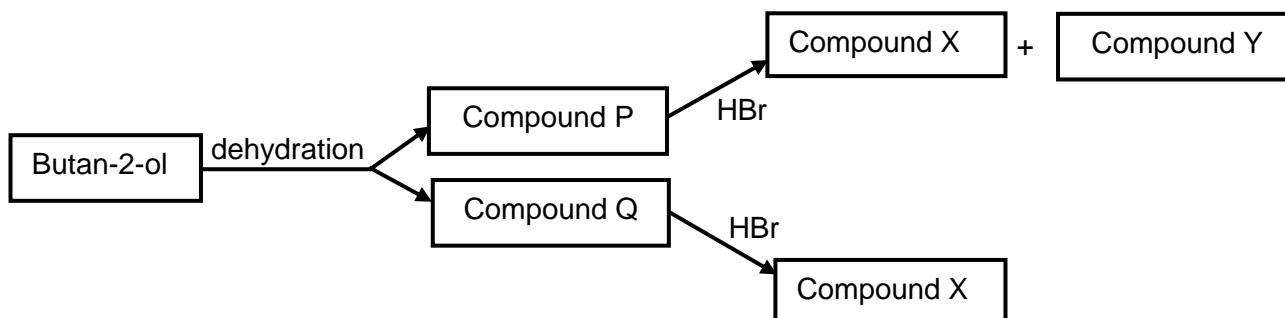 Compound X + Compound Y
HBr
Compound P
dehydration
Butan-2-ol
Compound Q
HBr
Compound X